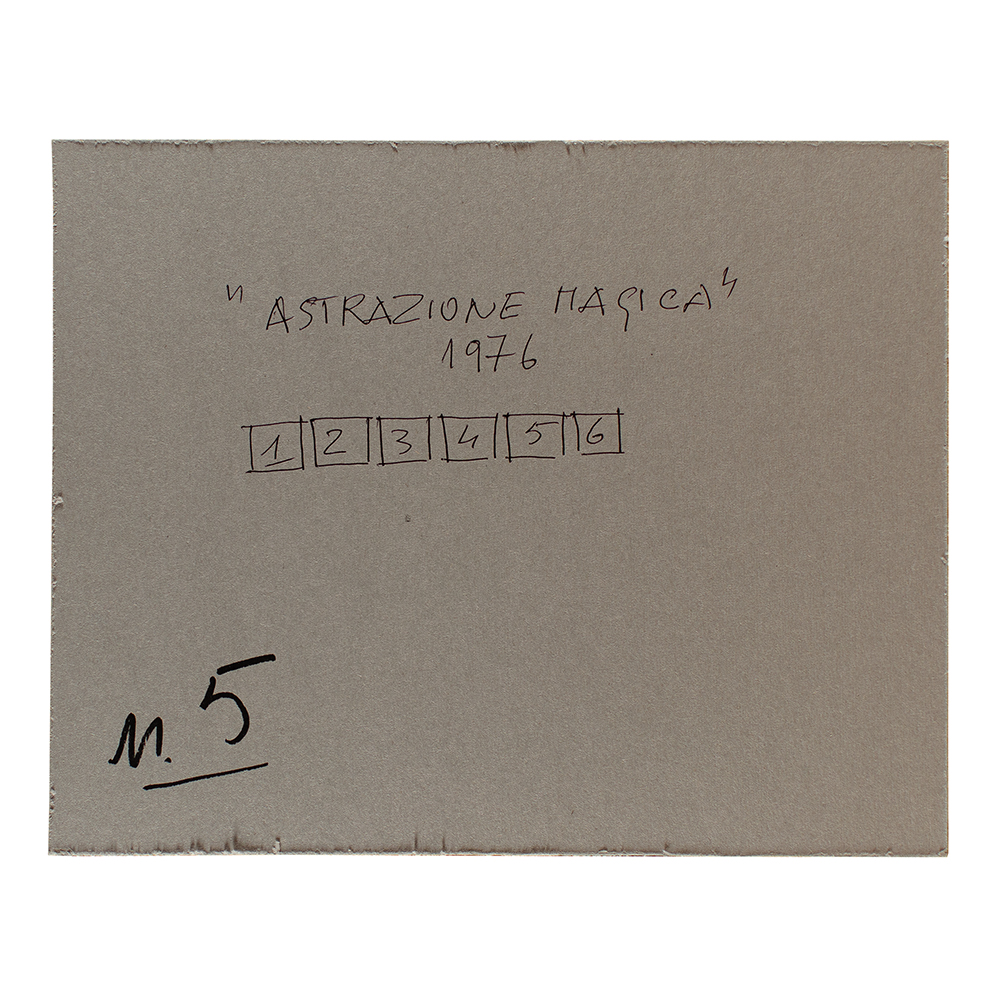 "ASTRAZIONE MAGICA"
1976
1 2 3 4 5 6
n. 5